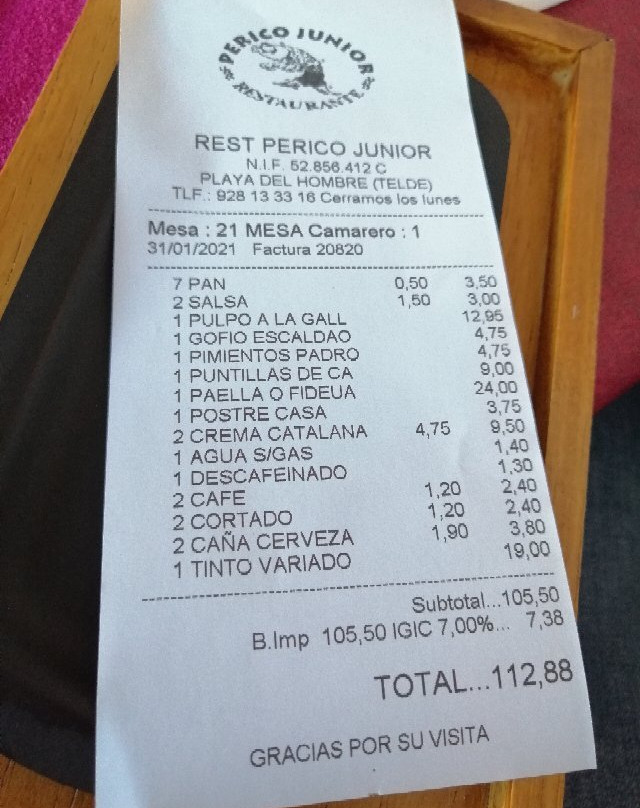 PERICO JUNIOR
RESTAURANTE
REST PERICO JUNIOR
N.I.F. 52.856.412 C
PLAYA DEL HOMBRE (TELDE)
TLF.: 928 13 33 16 Cerramos los lunes
Mesa : 21 MESA Camarero : 1
31/01/2021 Factura 20820
7 PAN 0,50 3,50
2 SALSA 1,50 3,00
1 PULPO A LA GALL 12,95
1 GOFIO ESCALDAO 4,75
1 PIMIENTOS PADRO 4,75
1 PUNTILLAS DE CA 9,00
1 PAELLA O FIDEUA 24,00
1 POSTRE CASA 3,75
2 CREMA CATALANA 4,75 9,50
1 AGUA S/GAS 1,40
1 DESCAFEINADO 1,30
2 CAFE 1,20 2,40
2 CORTADO 1,20 2,40
2 CAÑA CERVEZA 1,90 3,80
1 TINTO VARIADO 19,00
Subtotal...105,50
B.Imp 105,50 IGIC 7,00%... 7,38
TOTAL...112,88
GRACIAS POR SU VISITA